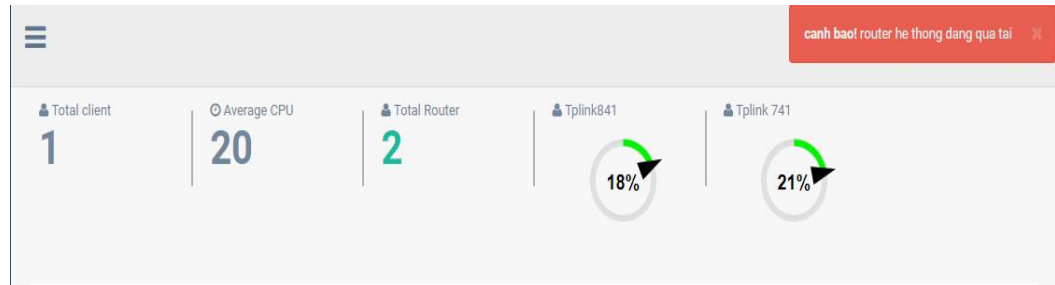 canh bao! router he thong dang qua tai
Total client
1
Average CPU
20
Total Router
2
Tplink841
18%
Tplink 741
21%